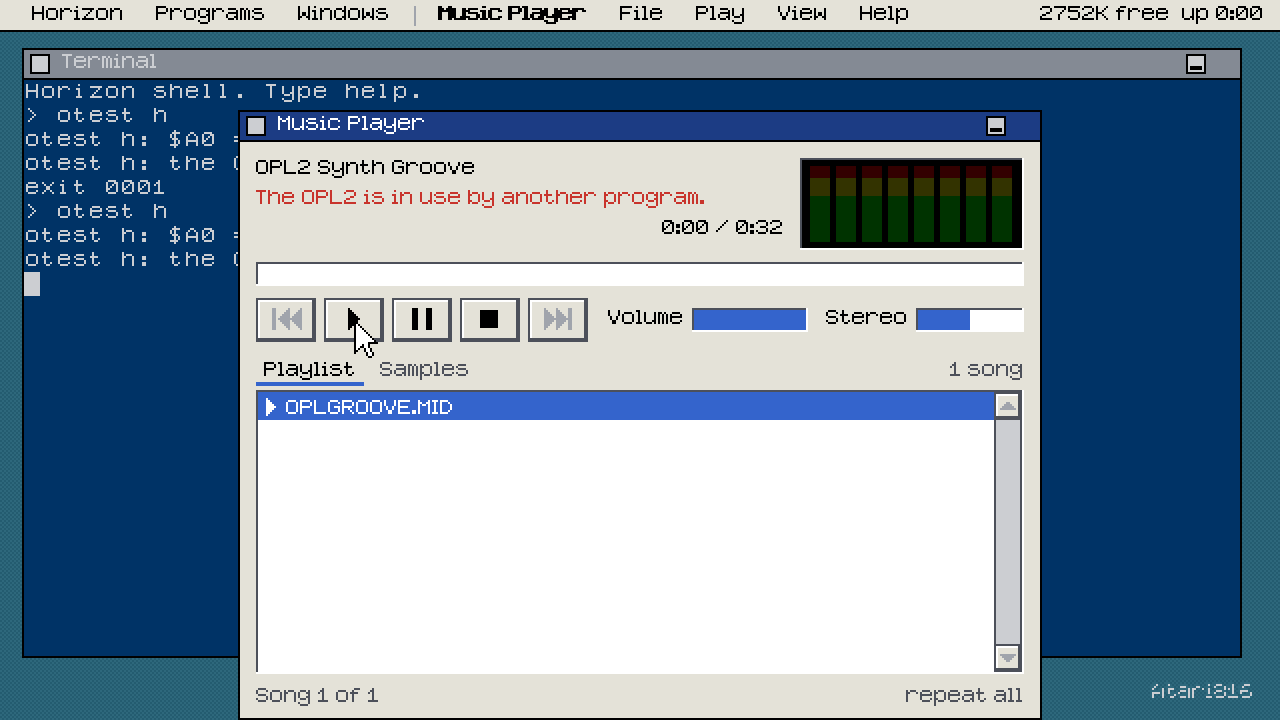 Horizon Programs Windows | Music Player File Play View Help 2752K free up 0:00
Terminal
Horizon shell. Type help.
> otest h
otest h: $A0 =
otest h: the
exit 0001
> otest h
otest h: $A0 =
otest h: the
Music Player
OPL2 Synth Groove
The OPL2 is in use by another program.
0:00 / 0:32
Volume Stereo
Playlist Samples 1 song
OPLGROOVE.MID
Song 1 of 1 repeat all
Atari816